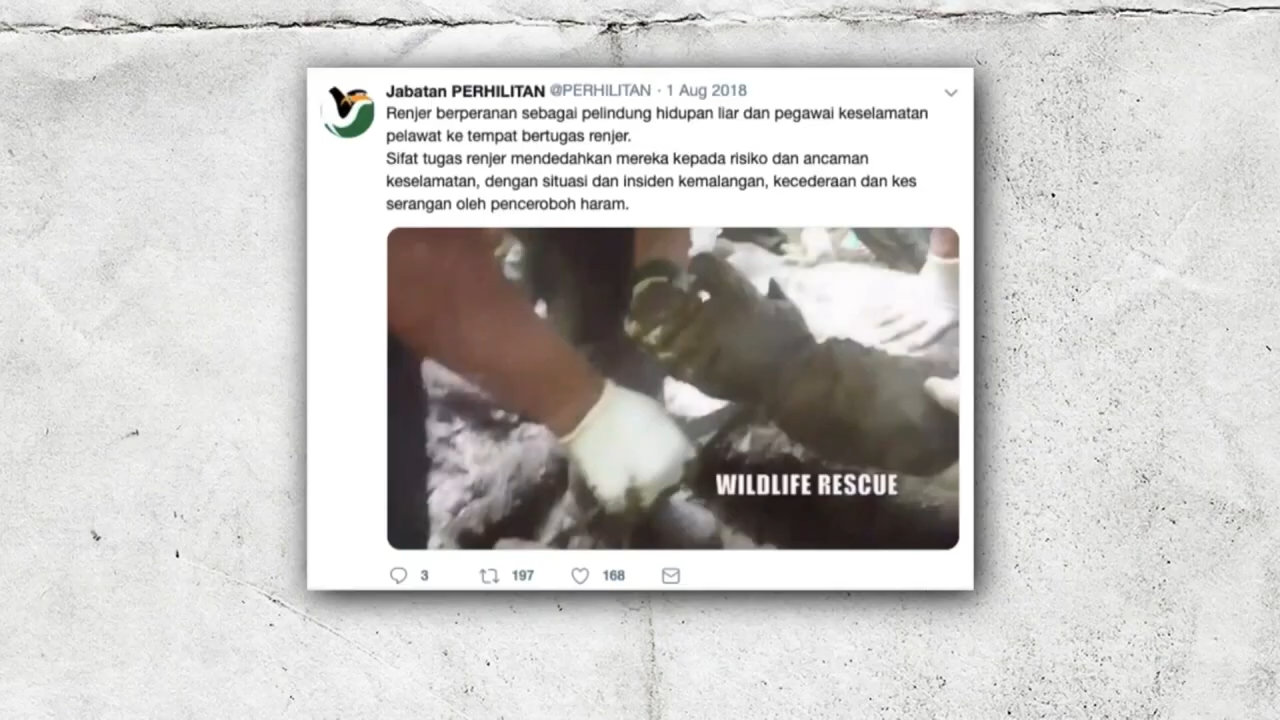 Jabatan PERHILITAN @PERHILITAN · 1 Aug 2018
Renjer berperanan sebagai pelindung hidupan liar dan pegawai keselamatan
pelawat ke tempat bertugas renjer.
Sifat tugas renjer mendedahkan mereka kepada risiko dan ancaman
keselamatan, dengan situasi dan insiden kemalangan, kecederaan dan kes
serangan oleh penceroboh haram.
WILDLIFE RESCUE
3 197 168